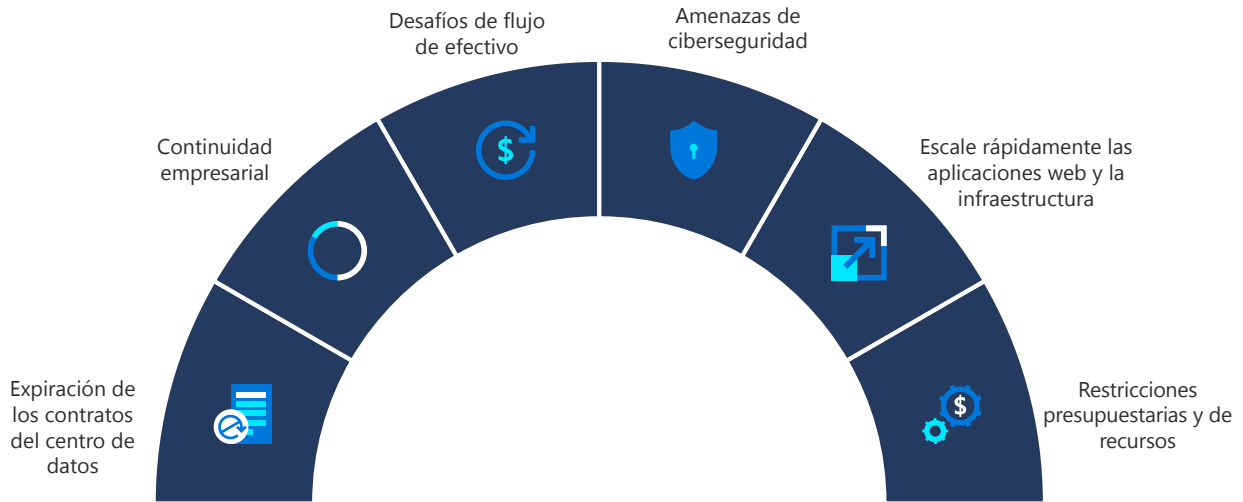 Desafíos de flujo
de efectivo
Amenazas de
ciberseguridad
Continuidad
empresarial
Escale rápidamente las
aplicaciones web y la
infraestructura
Expiración de
los contratos
del centro de
datos
Restricciones
presupuestarias y de
recursos
$
$